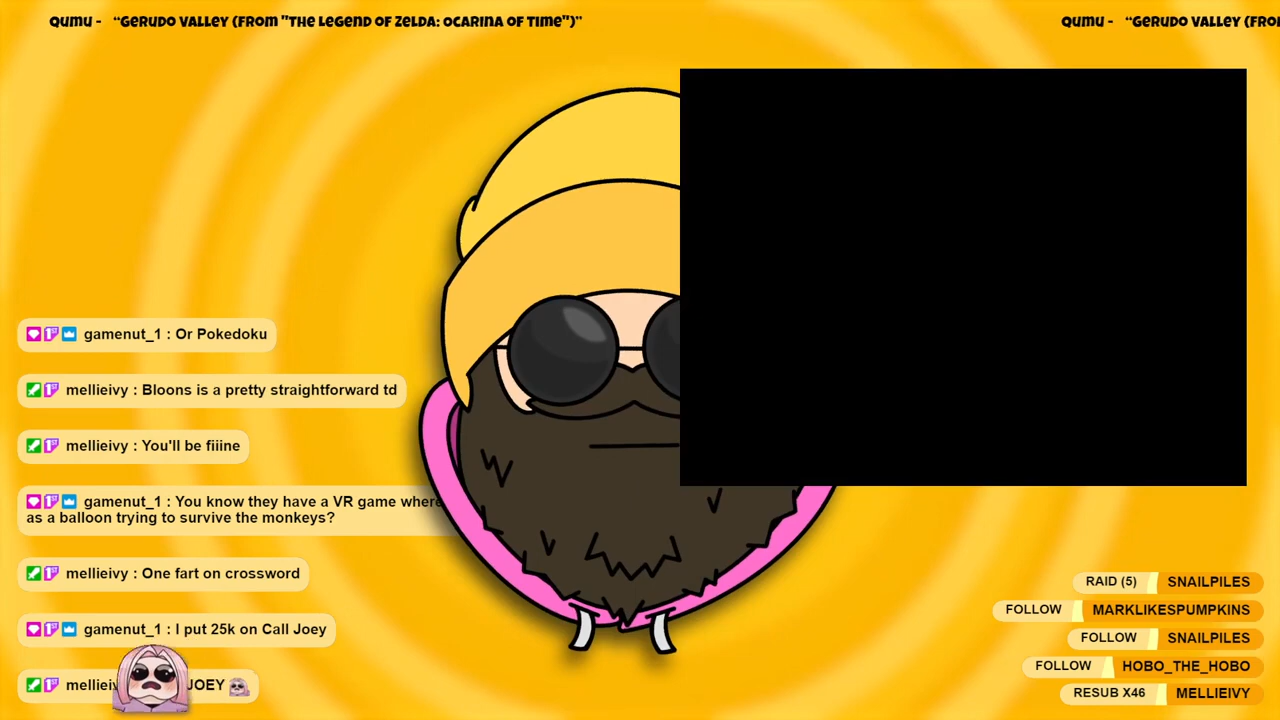 Qumu - "Gerudo Valley (From "The Legend of Zelda: Ocarina of Time")"
Qumu - "Gerudo Valley (From
gamenut_1 : Or Pokedoku
mellieivy : Bloons is a pretty straightforward td
mellieivy : You'll be fiiine
gamenut_1 : You know they have a VR game where
as a balloon trying to survive the monkeys?
mellieivy : One fart on crossword
gamenut_1 : I put 25k on Call Joey
JOEY
RAID (5) SNAILPILES
FOLLOW MARKLIKESPUMPKINS
FOLLOW SNAILPILES
FOLLOW HOBO_THE_HOBO
RESUB X46 MELLIEIVY